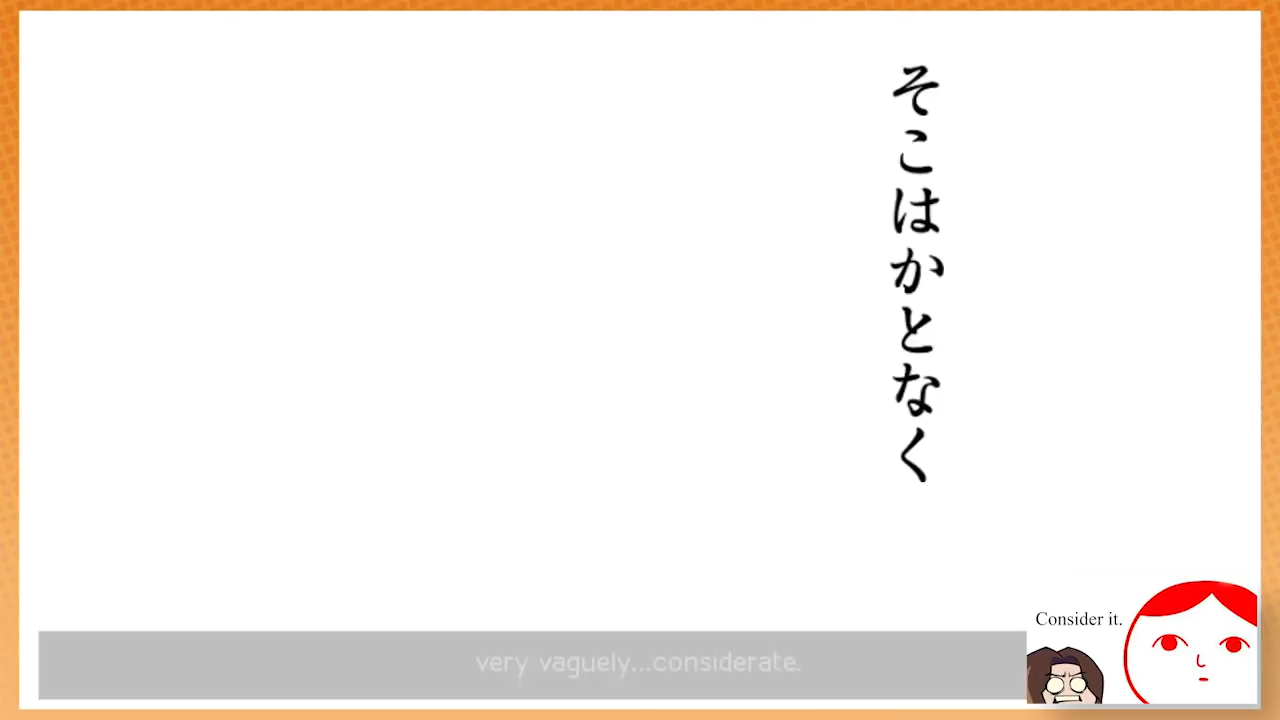 そこはかとなく
Consider it.
very vaguely...considerate.